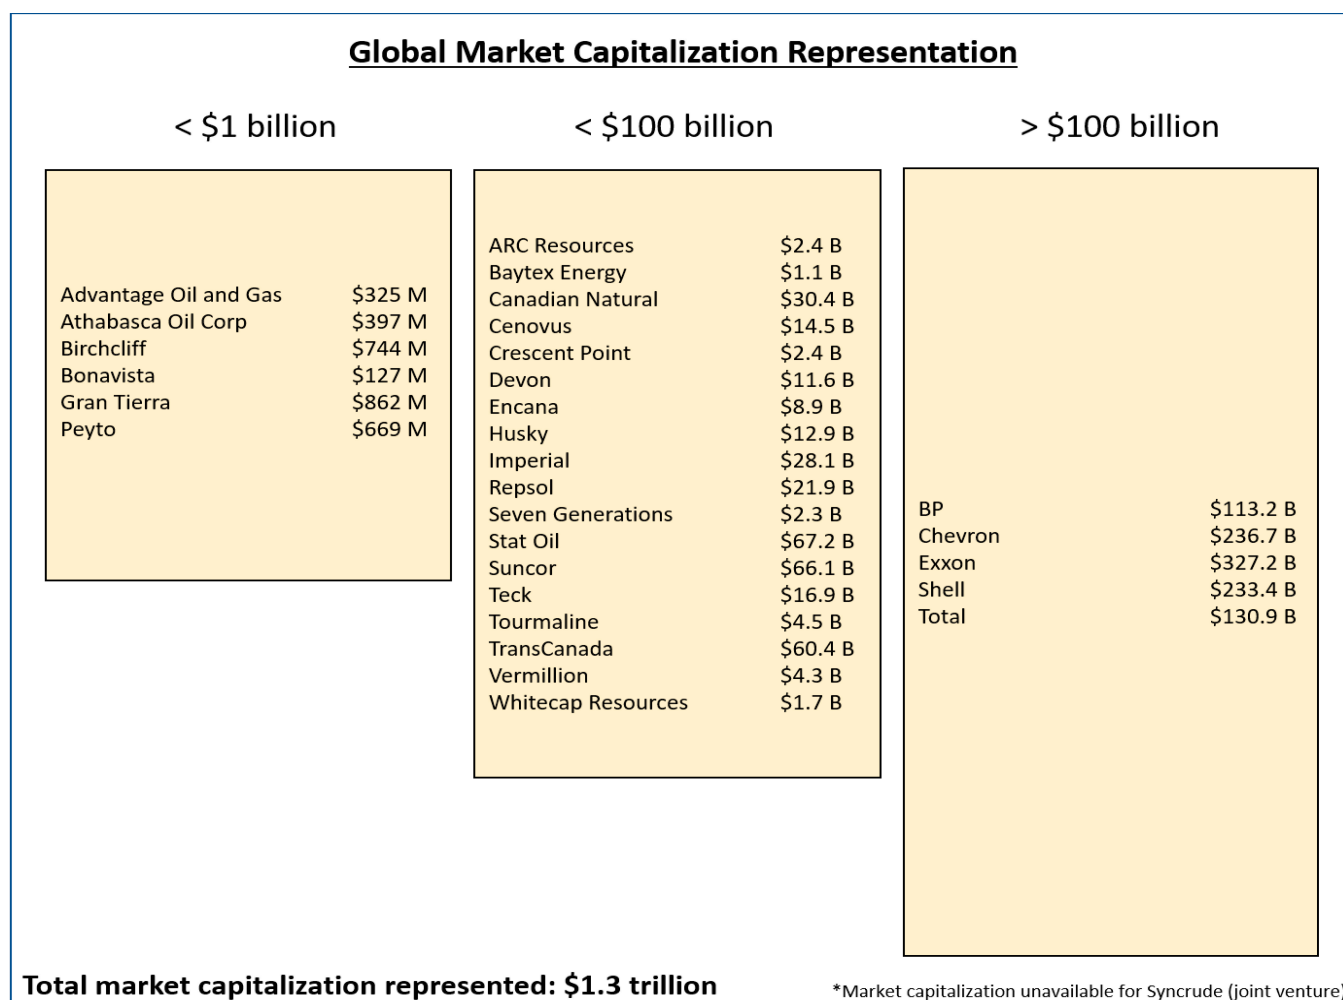 Global Market Capitalization Representation
< $1 billion
Advantage Oil and Gas $325 M
Athabasca Oil Corp $397 M
Birchcliff $744 M
Bonavista $127 M
Gran Tierra $862 M
Peyto $669 M
< $100 billion
ARC Resources $2.4 B
Baytex Energy $1.1 B
Canadian Natural $30.4 B
Cenovus $14.5 B
Crescent Point $2.4 B
Devon $11.6 B
Encana $8.9 B
Husky $12.9 B
Imperial $28.1 B
Repsol $21.9 B
Seven Generations $2.3 B
Stat Oil $67.2 B
Suncor $66.1 B
Teck $16.9 B
Tourmaline $4.5 B
TransCanada $60.4 B
Vermillion $4.3 B
Whitecap Resources $1.7 B
> $100 billion
BP $113.2 B
Chevron $236.7 B
Exxon $327.2 B
Shell $233.4 B
Total $130.9 B
Total market capitalization represented: $1.3 trillion
*Market capitalization unavailable for Syncrude (joint venture)